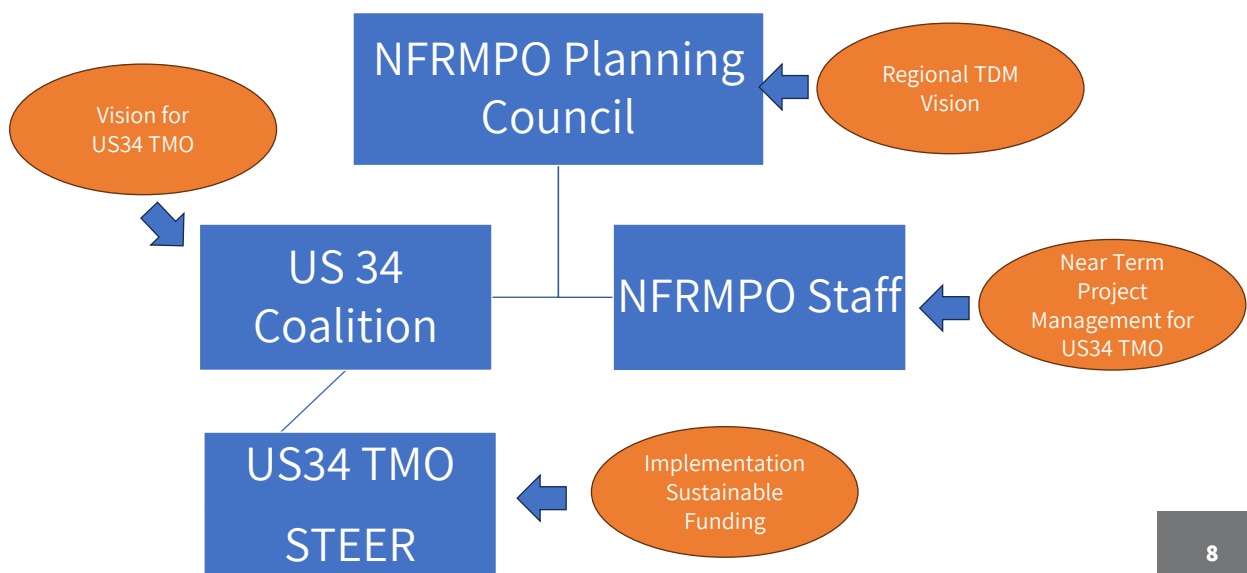 NFRMPO Planning
Council
Regional TDM
Vision
Vision for
US34 TMO
US 34
Coalition
NFRMPO Staff
Near Term
Project
Management for
US34 TMO
US34 TMO
STEER
Implementation
Sustainable
Funding
8